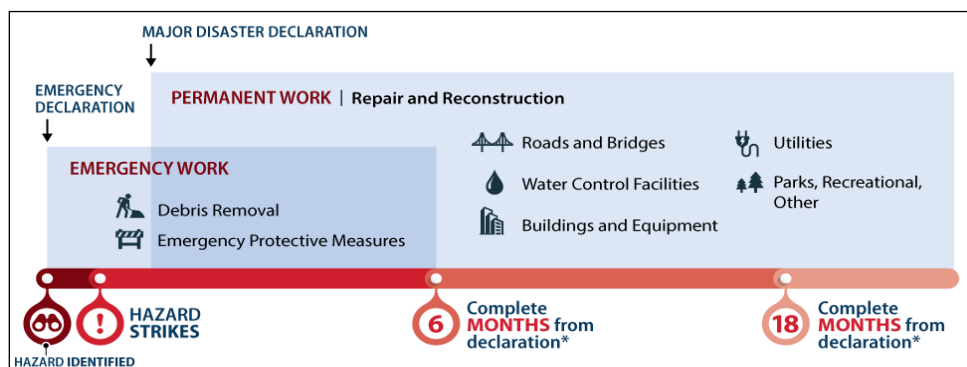 MAJOR DISASTER DECLARATION
EMERGENCY
DECLARATION
PERMANENT WORK | Repair and Reconstruction
Roads and Bridges
Utilities
EMERGENCY WORK
Water Control Facilities
Parks, Recreational,
Other
Debris Removal
Buildings and Equipment
Emergency Protective Measures
!
HAZARD
STRIKES
6
Complete
MONTHS from
declaration*
18
Complete
MONTHS from
declaration*
HAZARD IDENTIFIED